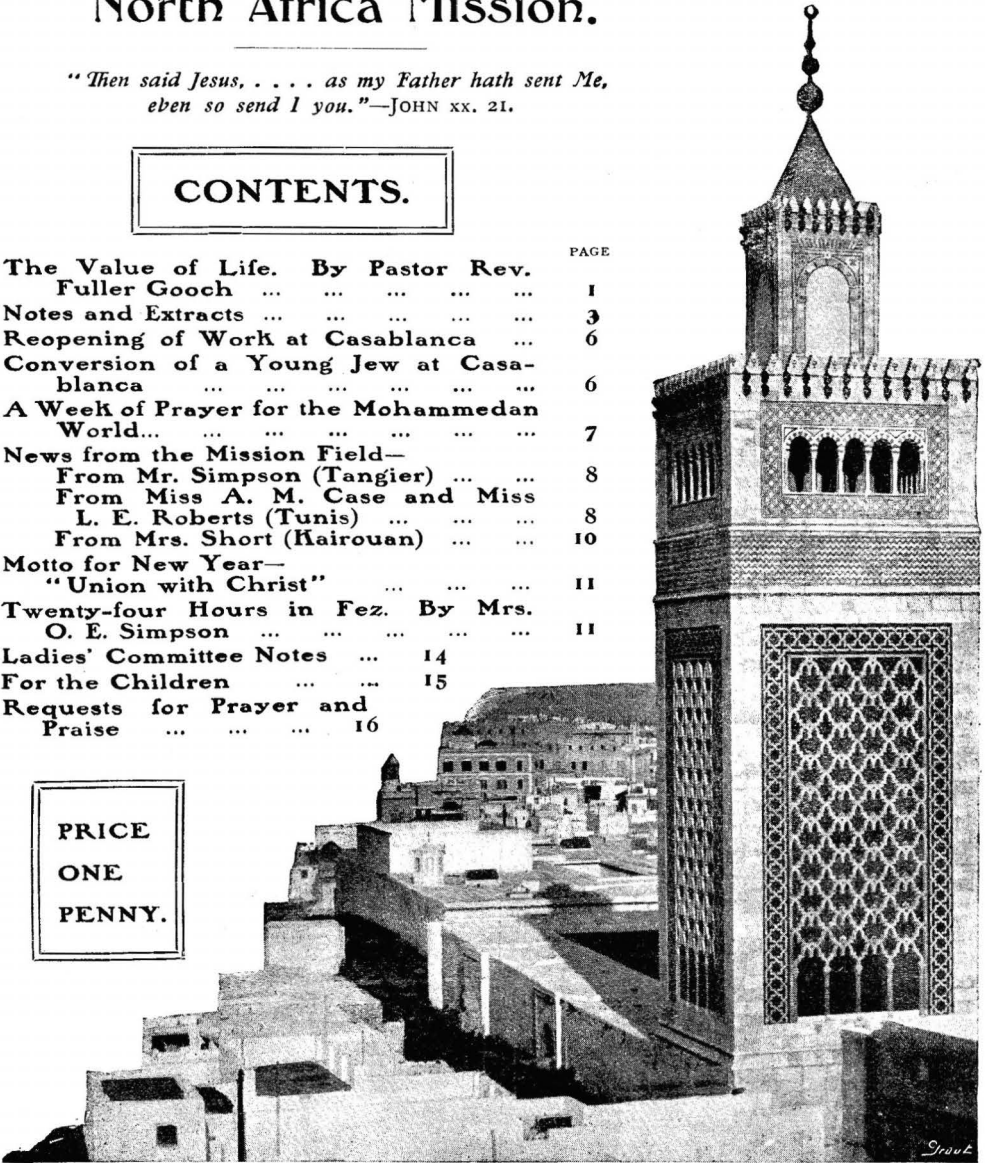 North Africa Mission.
"Then said Jesus, . . . . as my Father hath sent Me,
even so send I you."—JOHN xx. 21.
CONTENTS.
PAGE
The Value of Life. By Pastor Rev.
Fuller Gooch ... ... ... ... ... 1
Notes and Extracts ... ... ... ... ... 3
Reopening of Work at Casablanca ... 6
Conversion of a Young Jew at Casa-
blanca ... ... ... ... ... ... 6
A Week of Prayer for the Mohammedan
World... ... ... ... ... ... ... 7
News from the Mission Field—
From Mr. Simpson (Tangier) ... ... 8
From Miss A. M. Case and Miss
L. E. Roberts (Tunis) ... ... ... 8
From Mrs. Short (Kairouan) ... ... 10
Motto for New Year—
"Union with Christ" ... ... ... 11
Twenty-four Hours in Fez. By Mrs.
O. E. Simpson ... ... ... ... ... 11
Ladies' Committee Notes ... 14
For the Children ... ... 15
Requests for Prayer and
Praise ... ... ... 16
PRICE
ONE
PENNY.
Grout